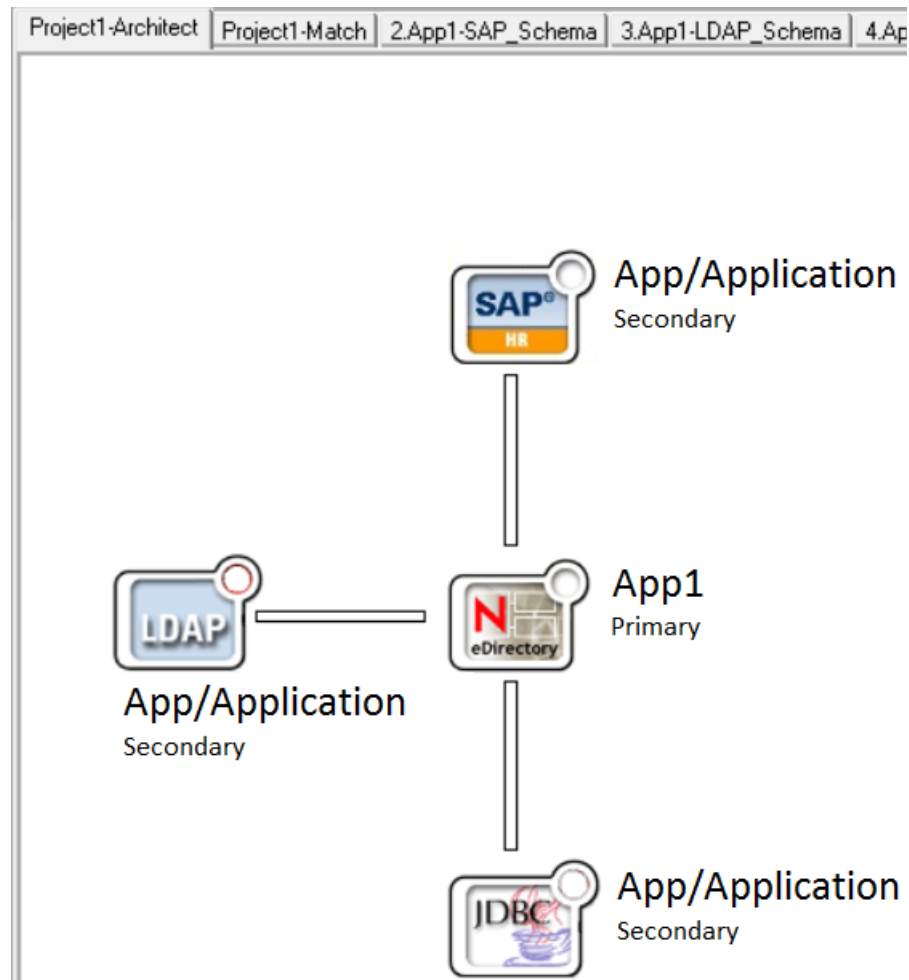 Project1-Architect Project1-Match 2.App1-SAP_Schema 3.App1-LDAP_Schema 4.Ap
SAP®
HR
App/Application
Secondary
LDAP
App/Application
Secondary
N
eDirectory
App1
Primary
JDBC
App/Application
Secondary